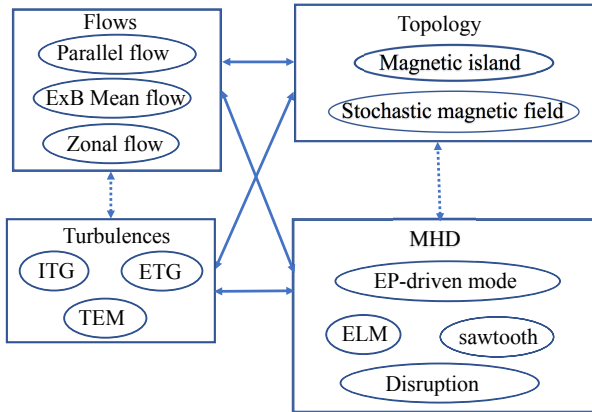 Flows
Parallel flow
ExB Mean flow
Zonal flow
Topology
Magnetic island
Stochastic magnetic field
Turbulences
ITG
ETG
TEM
MHD
EP-driven mode
ELM
sawtooth
Disruption